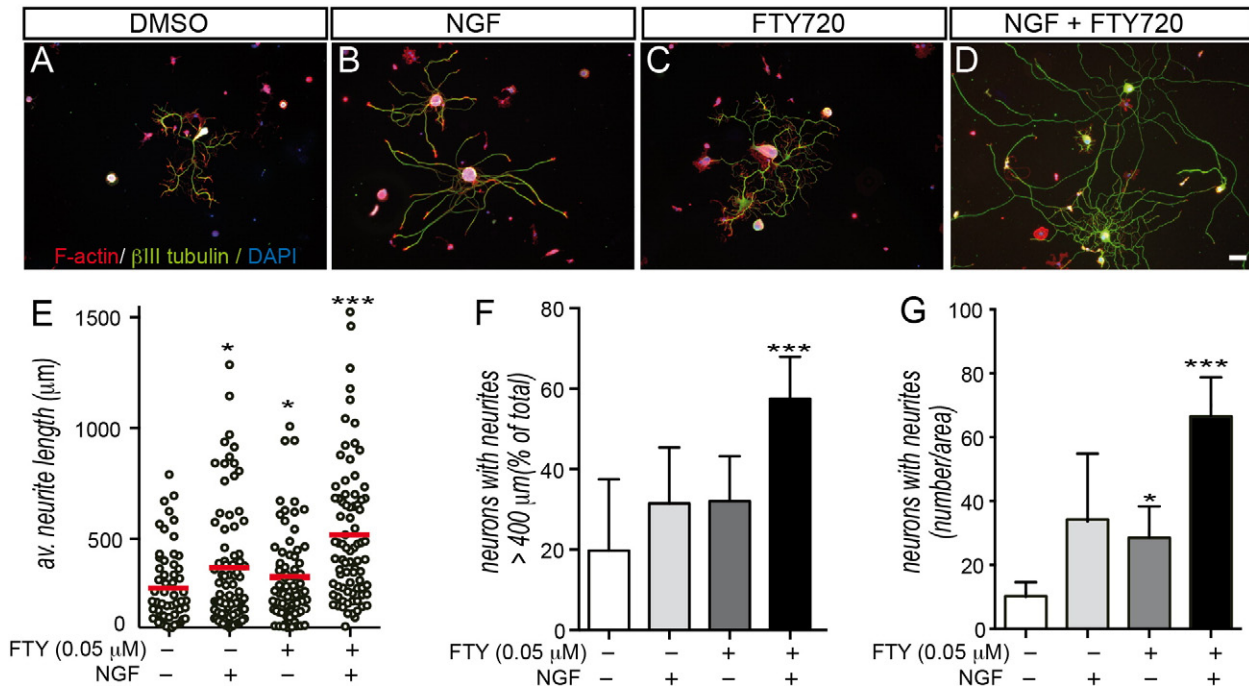 DMSO
NGF
FTY720
NGF + FTY720
A
B
C
D
F-actin/ βIII tubulin / DAPI
E
av. neurite length (μm)
1500
1000
500
0
*
*
***
FTY (0.05 μM) – – + +
NGF – + – +
F
neurons with neurites
> 400 μm(% of total)
80
60
40
20
0
***
FTY (0.05 μM) – – + +
NGF – + – +
G
neurons with neurites
(number/area)
100
80
60
40
20
0
*
***
FTY (0.05 μM) – – + +
NGF – + – +